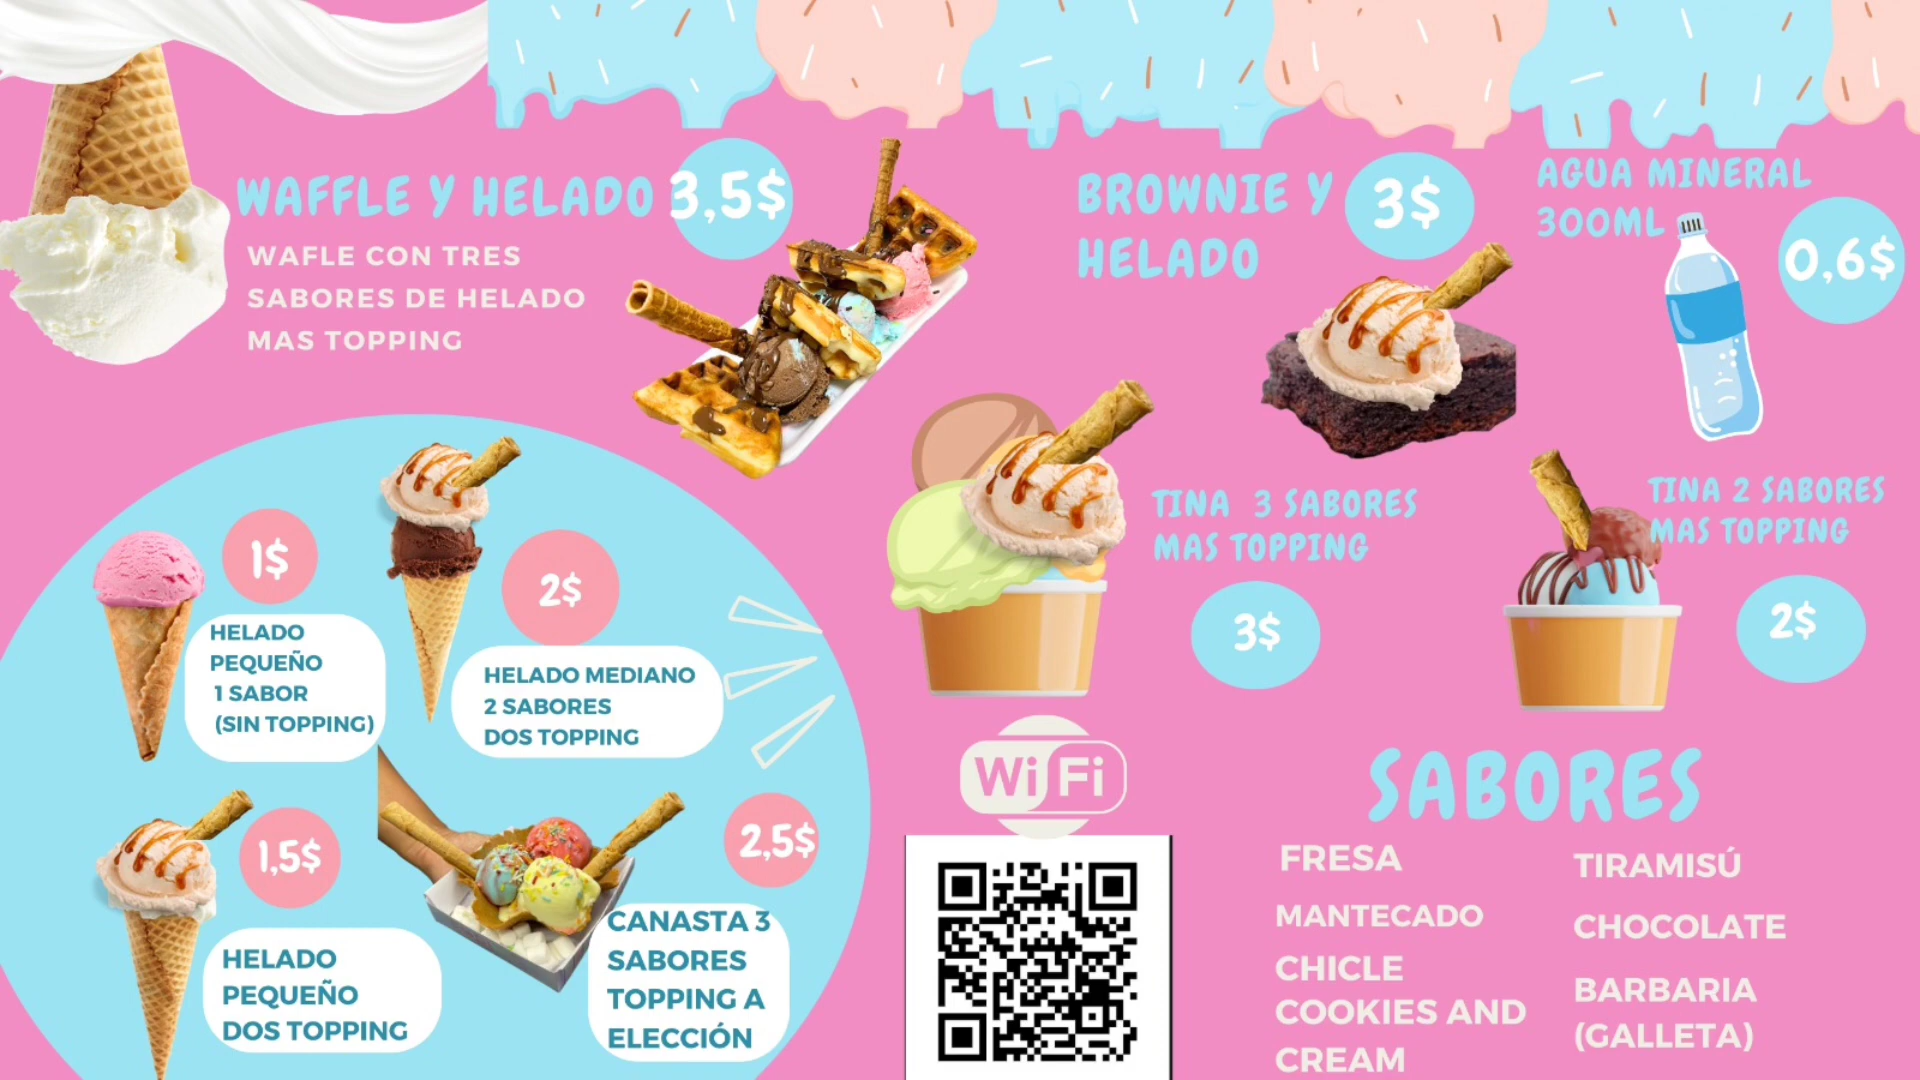 WAFFLE Y HELADO 3,5$
WAFLE CON TRES
SABORES DE HELADO
MAS TOPPING
BROWNIE Y
HELADO
3$
AGUA MINERAL
300ML
0,6$
TINA 3 SABORES
MAS TOPPING
3$
TINA 2 SABORES
MAS TOPPING
2$
1$
HELADO
PEQUEÑO
1 SABOR
(SIN TOPPING)
2$
HELADO MEDIANO
2 SABORES
DOS TOPPING
1,5$
HELADO
PEQUEÑO
DOS TOPPING
2,5$
CANASTA 3
SABORES
TOPPING A
ELECCIÓN
WiFi
SABORES
FRESA
MANTECADO
CHICLE
COOKIES AND
CREAM
TIRAMISÚ
CHOCOLATE
BARBARIA
(GALLETA)